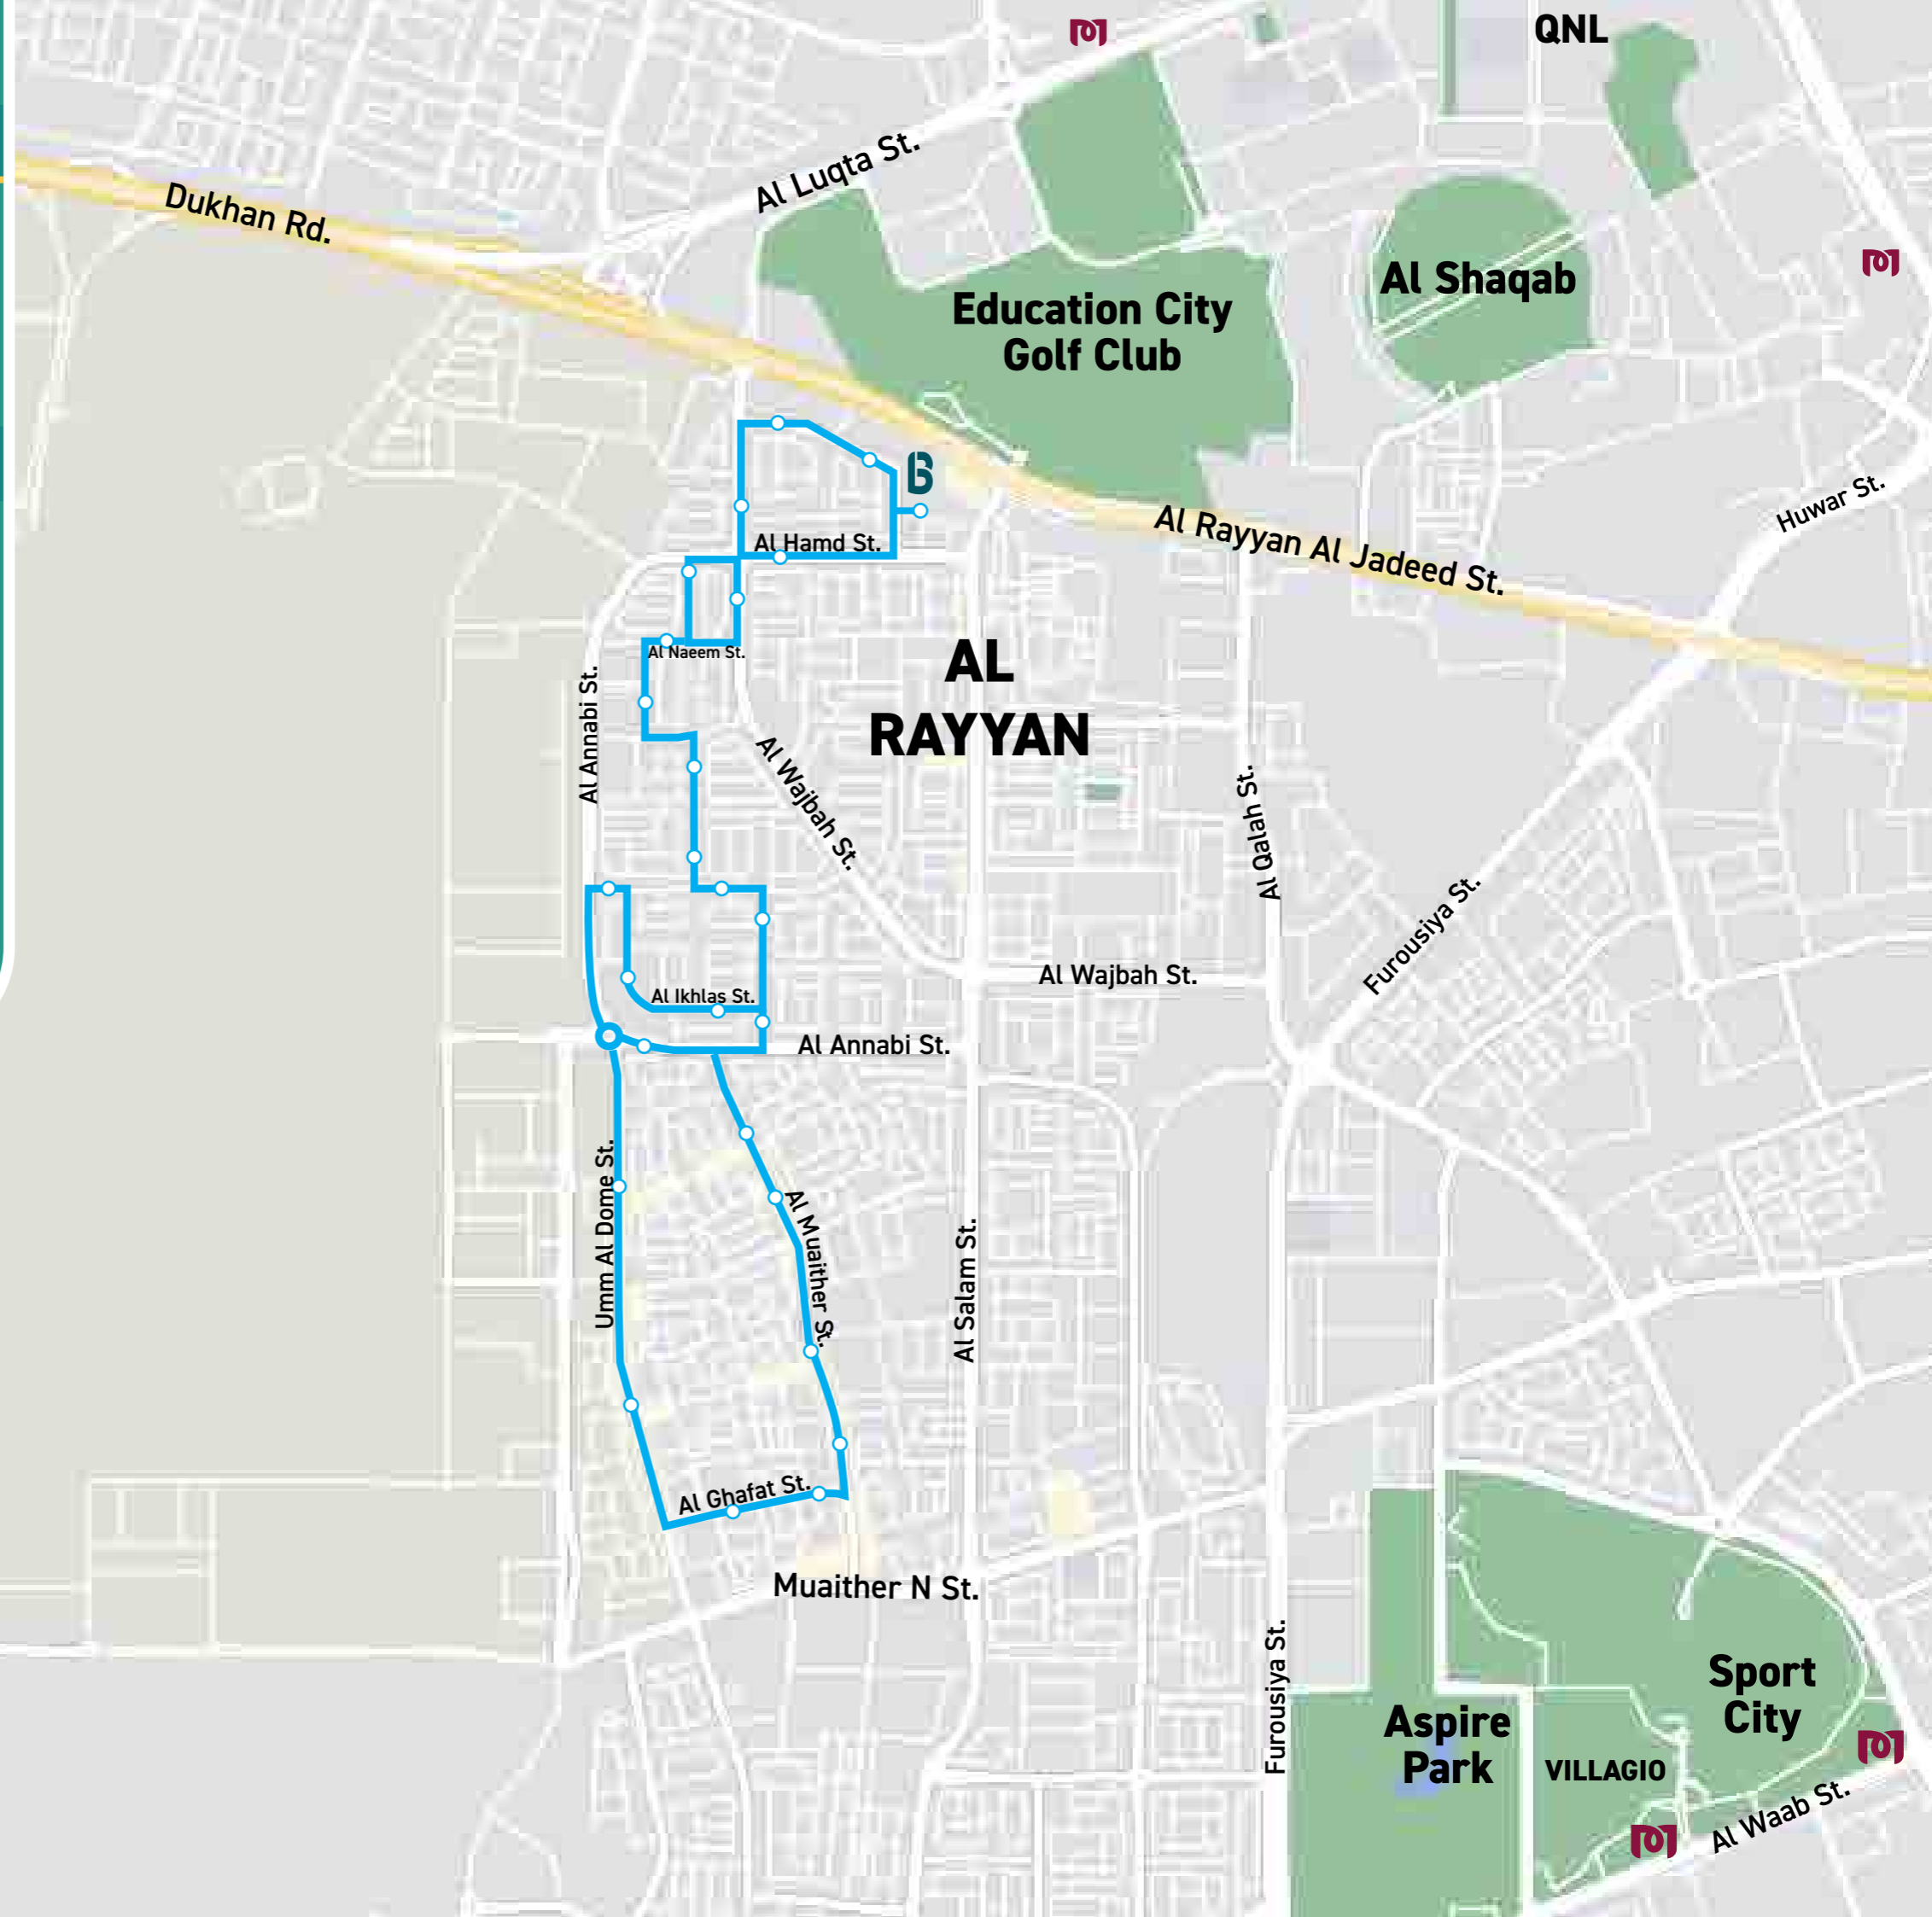 QNL
Al Luqta St.
Dukhan Rd.
Al Shaqab
Education City
Golf Club
B
Huwar St.
Al Rayyan Al Jadeed St.
Al Hamd St.
Al Naeem St.
AL
RAYYAN
Al Annabi St.
Al Wajbah St.
Al Qalah St.
Furousiya St.
Al Wajbah St.
Al Ikhlas St.
Al Annabi St.
Umm Al Dome St.
Al Muaither St.
Al Salam St.
Al Ghafat St.
Muaither N St.
Furousiya St.
Sport
City
Aspire
Park
VILLAGIO
Al Waab St.